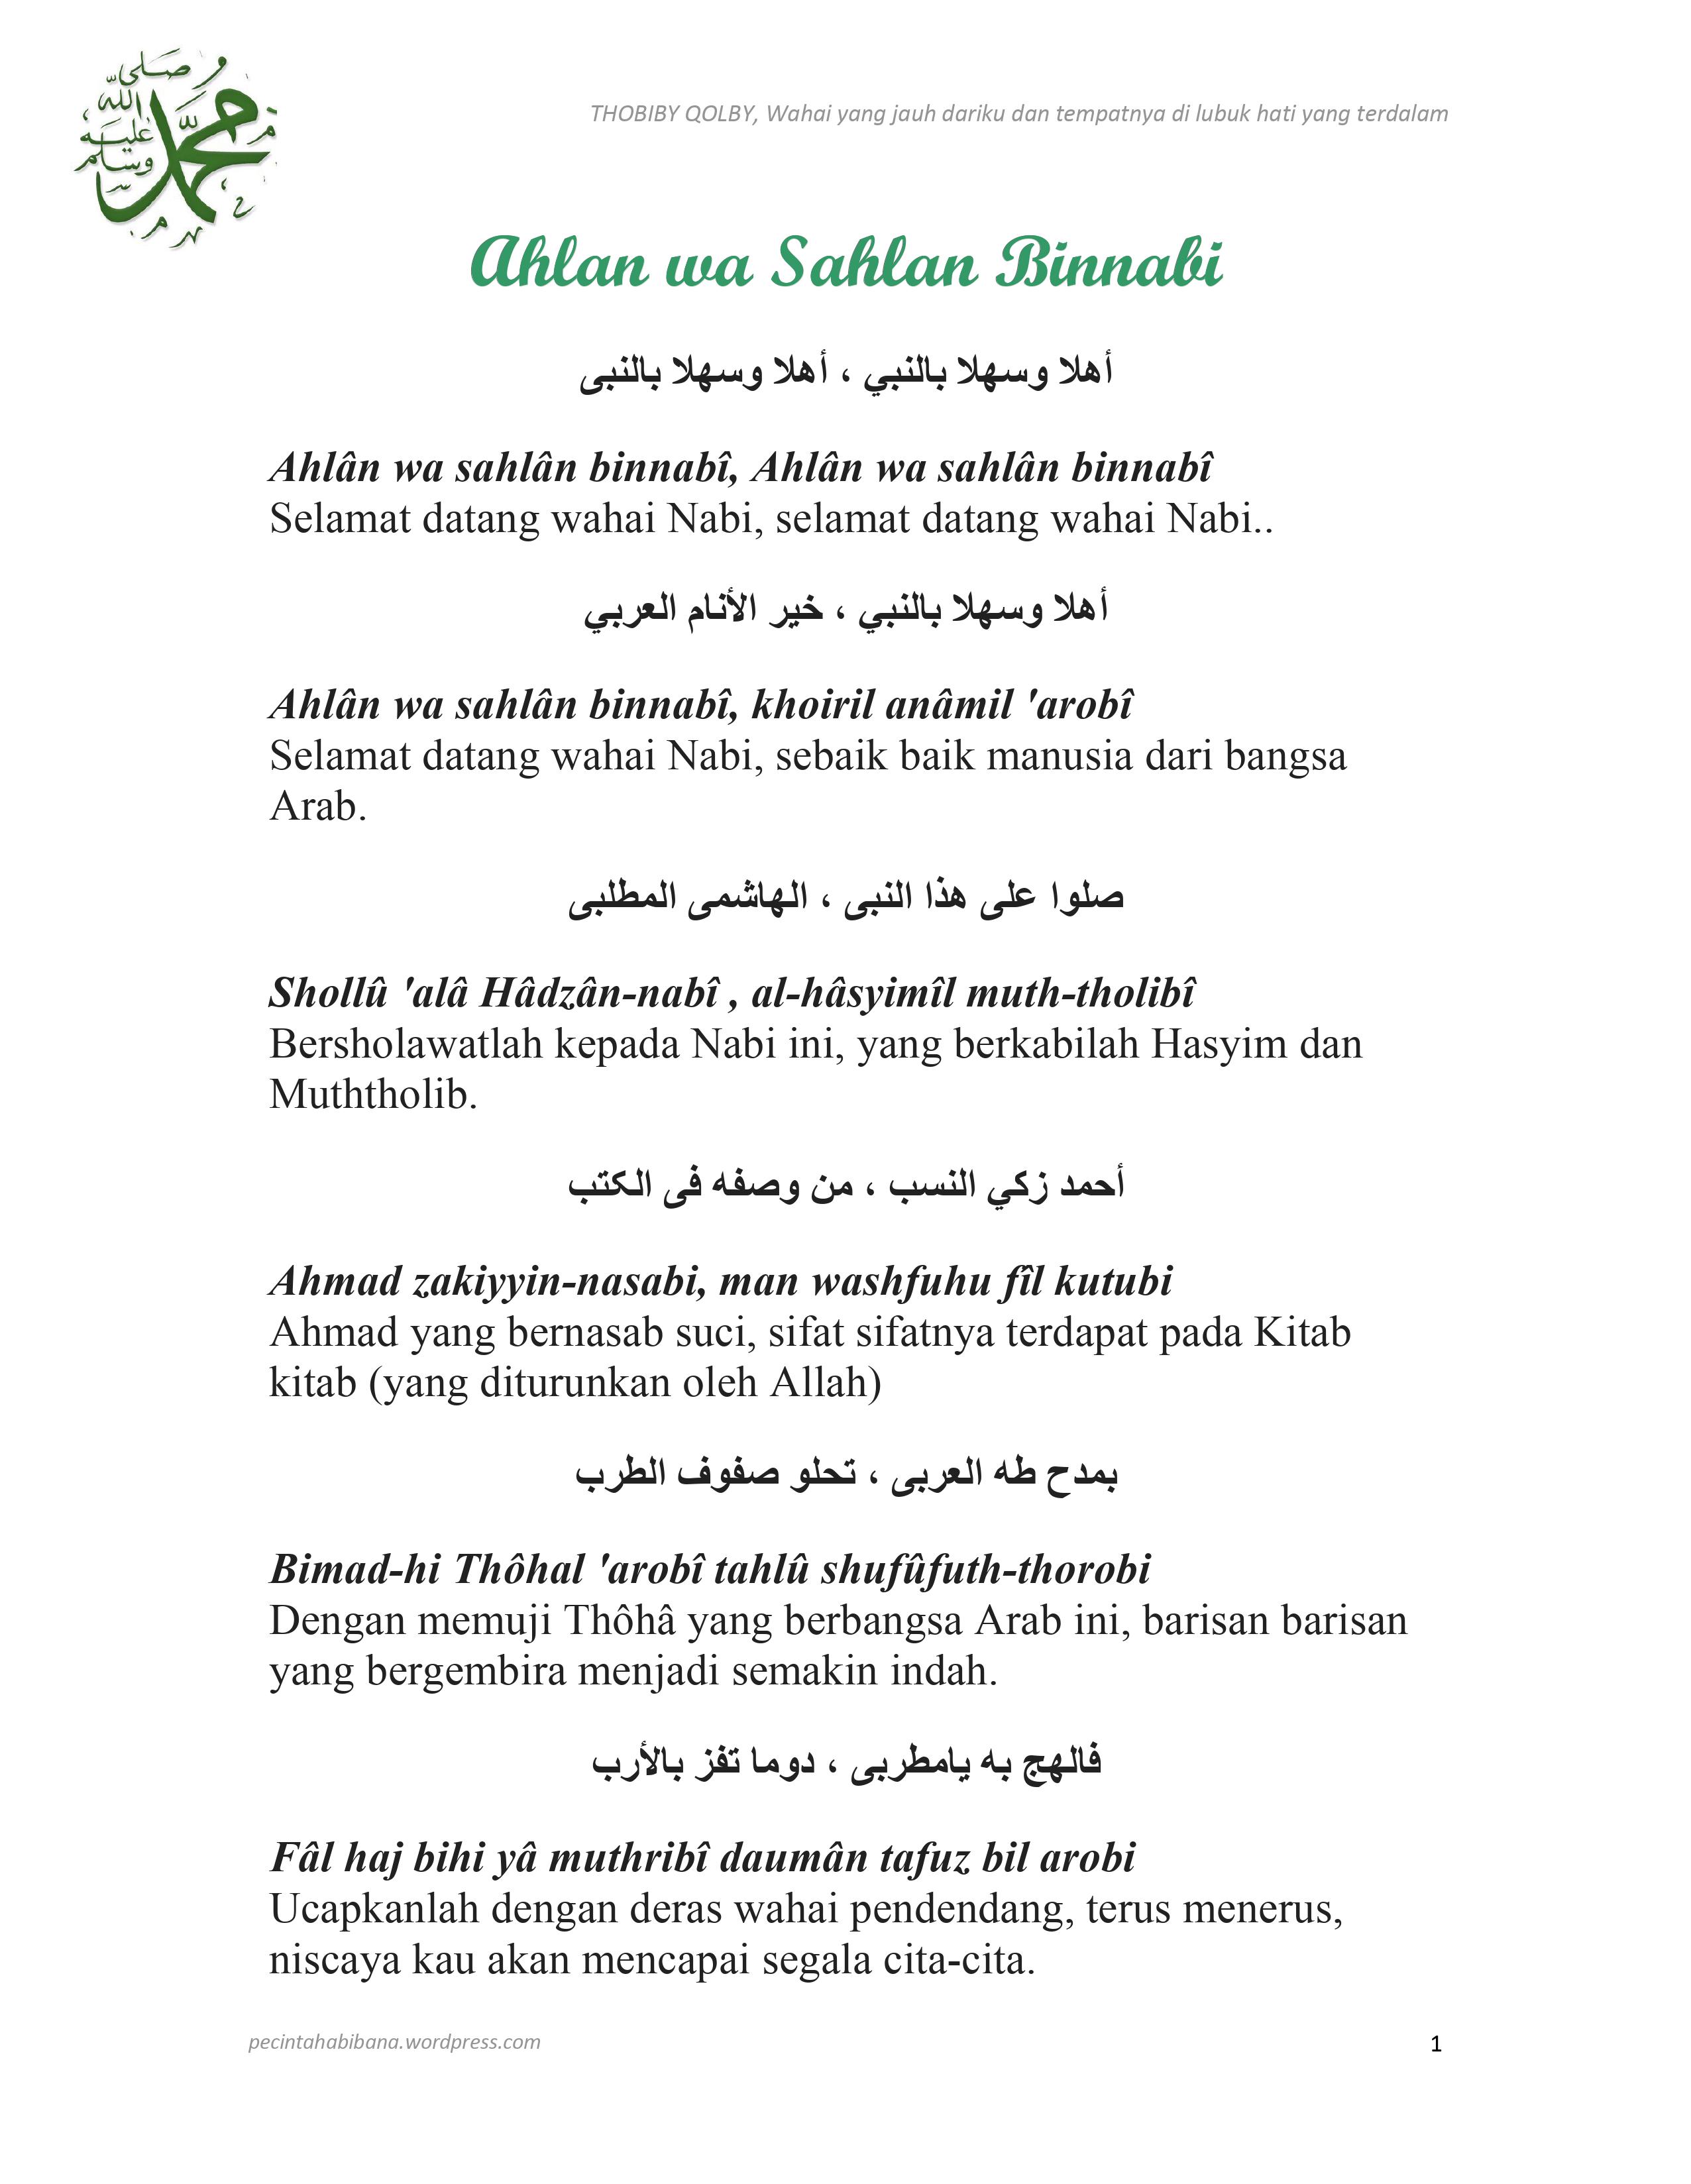 صلى الله عليه وسلم محمد
THOBIBY QOLBY, Wahai yang jauh dariku dan tempatnya di lubuk hati yang terdalam
Ahlan wa Sahlan Binnabi
أهلا وسهلا بالنبي ، أهلا وسهلا بالنبى
Ahlân wa sahlân binnabî, Ahlân wa sahlân binnabî
Selamat datang wahai Nabi, selamat datang wahai Nabi..
أهلا وسهلا بالنبي ، خير الأنام العربي
Ahlân wa sahlân binnabî, khoiril anâmil 'arobî
Selamat datang wahai Nabi, sebaik baik manusia dari bangsa
Arab.
صلوا على هذا النبى ، الهاشمى المطلبى
Shollû 'alâ Hâdzân-nabî , al-hâsyimîl muth-tholibî
Bersholawatlah kepada Nabi ini, yang berkabilah Hasyim dan
Muththolib.
أحمد زكي النسب ، من وصفه فى الكتب
Ahmad zakiyyin-nasabi, man washfuhu fîl kutubi
Ahmad yang bernasab suci, sifat sifatnya terdapat pada Kitab
kitab (yang diturunkan oleh Allah)
بمدح طه العربى ، تحلو صفوف الطرب
Bimad-hi Thôhal 'arobî tahlû shufûfuth-thorobi
Dengan memuji Thôhâ yang berbangsa Arab ini, barisan barisan
yang bergembira menjadi semakin indah.
فالهج به يامطربى ، دوما تفز بالأرب
Fâl haj bihi yâ muthribî daumân tafuz bil arobi
Ucapkanlah dengan deras wahai pendendang, terus menerus,
niscaya kau akan mencapai segala cita-cita.
pecintahabibana.wordpress.com 1